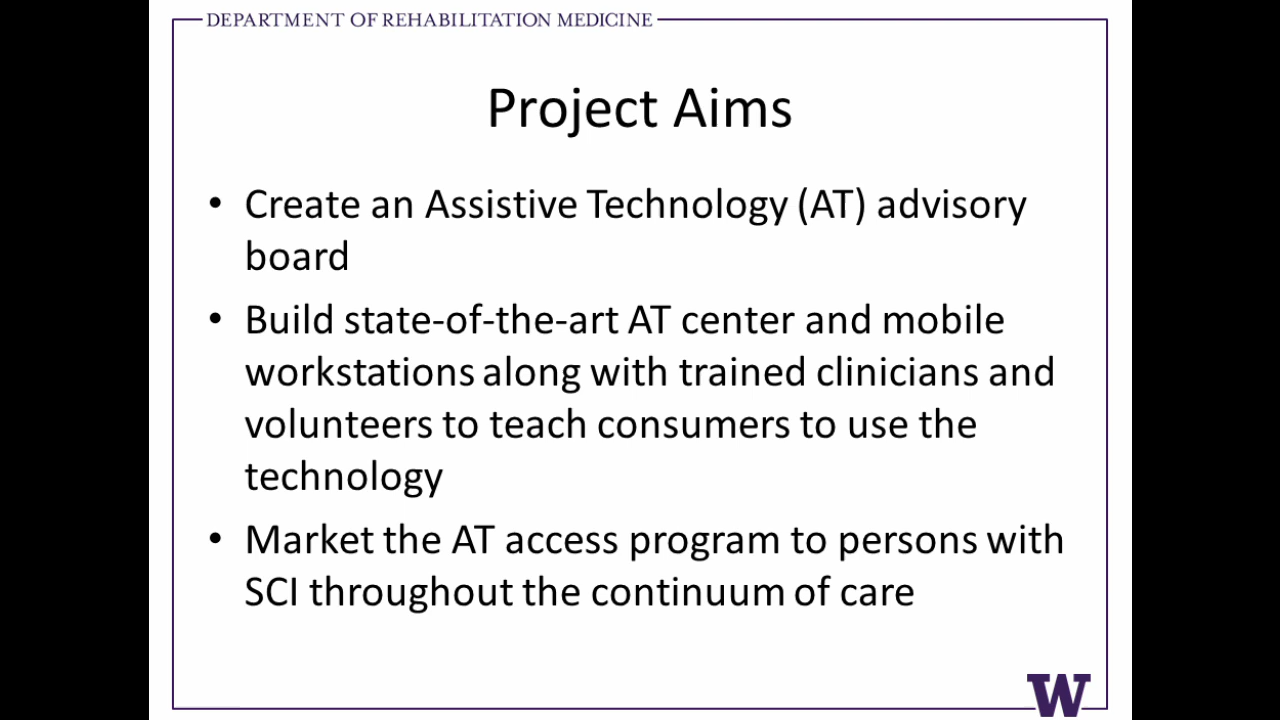 DEPARTMENT OF REHABILITATION MEDICINE
Project Aims
• Create an Assistive Technology (AT) advisory
board
• Build state-of-the-art AT center and mobile
workstations along with trained clinicians and
volunteers to teach consumers to use the
technology
• Market the AT access program to persons with
SCI throughout the continuum of care
W